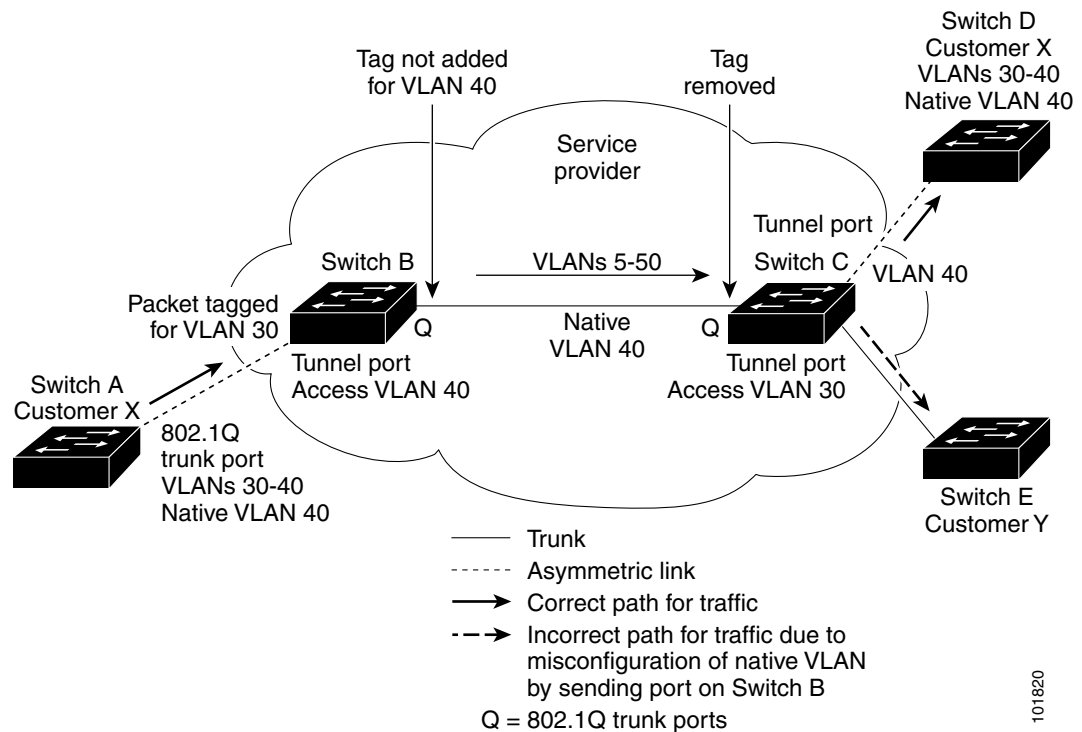 Switch D
Customer X
VLANs 30-40
Native VLAN 40
Tag not added
for VLAN 40
Tag
removed
Service
provider
Tunnel port
Switch B
VLANs 5-50
Switch C
VLAN 40
Packet tagged
for VLAN 30
Q
Native
VLAN 40
Q
Tunnel port
Access VLAN 40
Tunnel port
Access VLAN 30
Switch A
Customer X
802.1Q
trunk port
VLANs 30-40
Native VLAN 40
Switch E
Customer Y
Trunk
Asymmetric link
Correct path for traffic
Incorrect path for traffic due to
misconfiguration of native VLAN
by sending port on Switch B
Q = 802.1Q trunk ports
101820